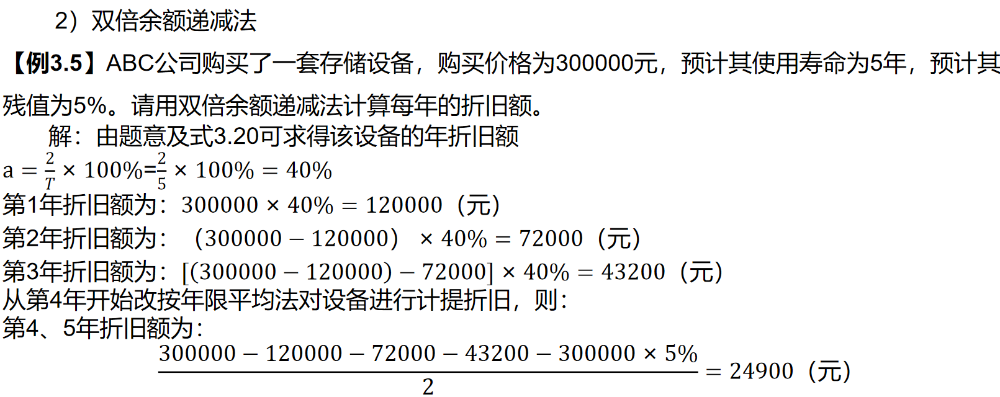 2）双倍余额递减法
【例3.5】ABC公司购买了一套存储设备，购买价格为300000元，预计其使用寿命为5年，预计其
残值为5%。请用双倍余额递减法计算每年的折旧额。
解：由题意及式3.20可求得该设备的年折旧额
a = 2/T × 100%=2/5 × 100% = 40%
第1年折旧额为：300000 × 40% = 120000（元）
第2年折旧额为：（300000 − 120000） × 40% = 72000（元）
第3年折旧额为：[(300000 − 120000) − 72000] × 40% = 43200（元）
从第4年开始改按年限平均法对设备进行计提折旧，则：
第4、5年折旧额为：
(300000 − 120000 − 72000 − 43200 − 300000 × 5%)/2 = 24900（元）